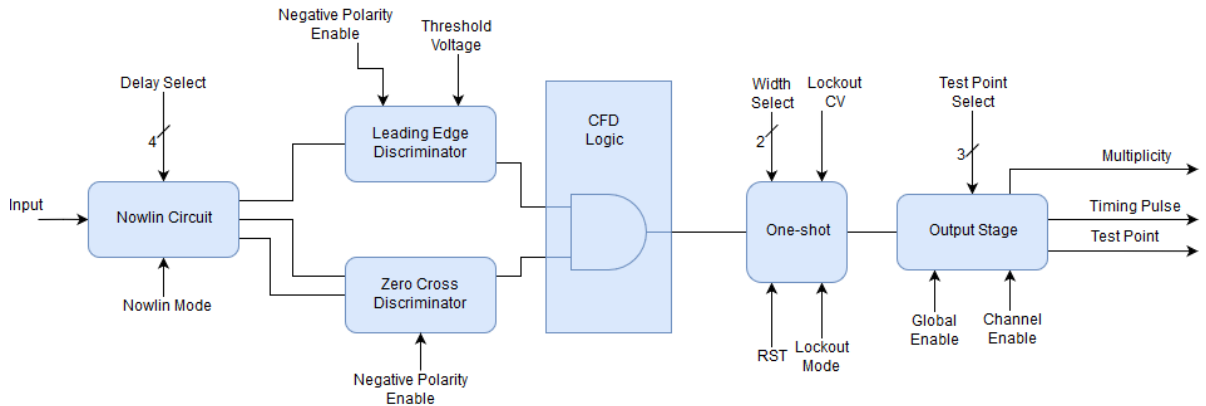 Negative Polarity
Enable
Threshold
Voltage
Delay Select
4
Input
Nowlin Circuit
Nowlin Mode
Leading Edge
Discriminator
Zero Cross
Discriminator
Negative Polarity
Enable
CFD
Logic
Width
Select
2
Lockout
CV
One-shot
RST
Lockout
Mode
Test Point
Select
3
Output Stage
Global
Enable
Channel
Enable
Multiplicity
Timing Pulse
Test Point